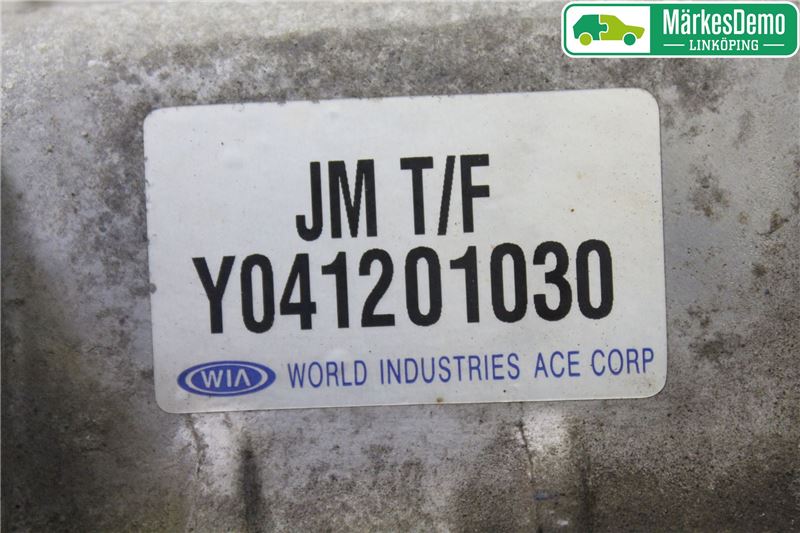 MärkesDemo
LINKÖPING
JM T/F
Y041201030
WIA WORLD INDUSTRIES ACE CORP